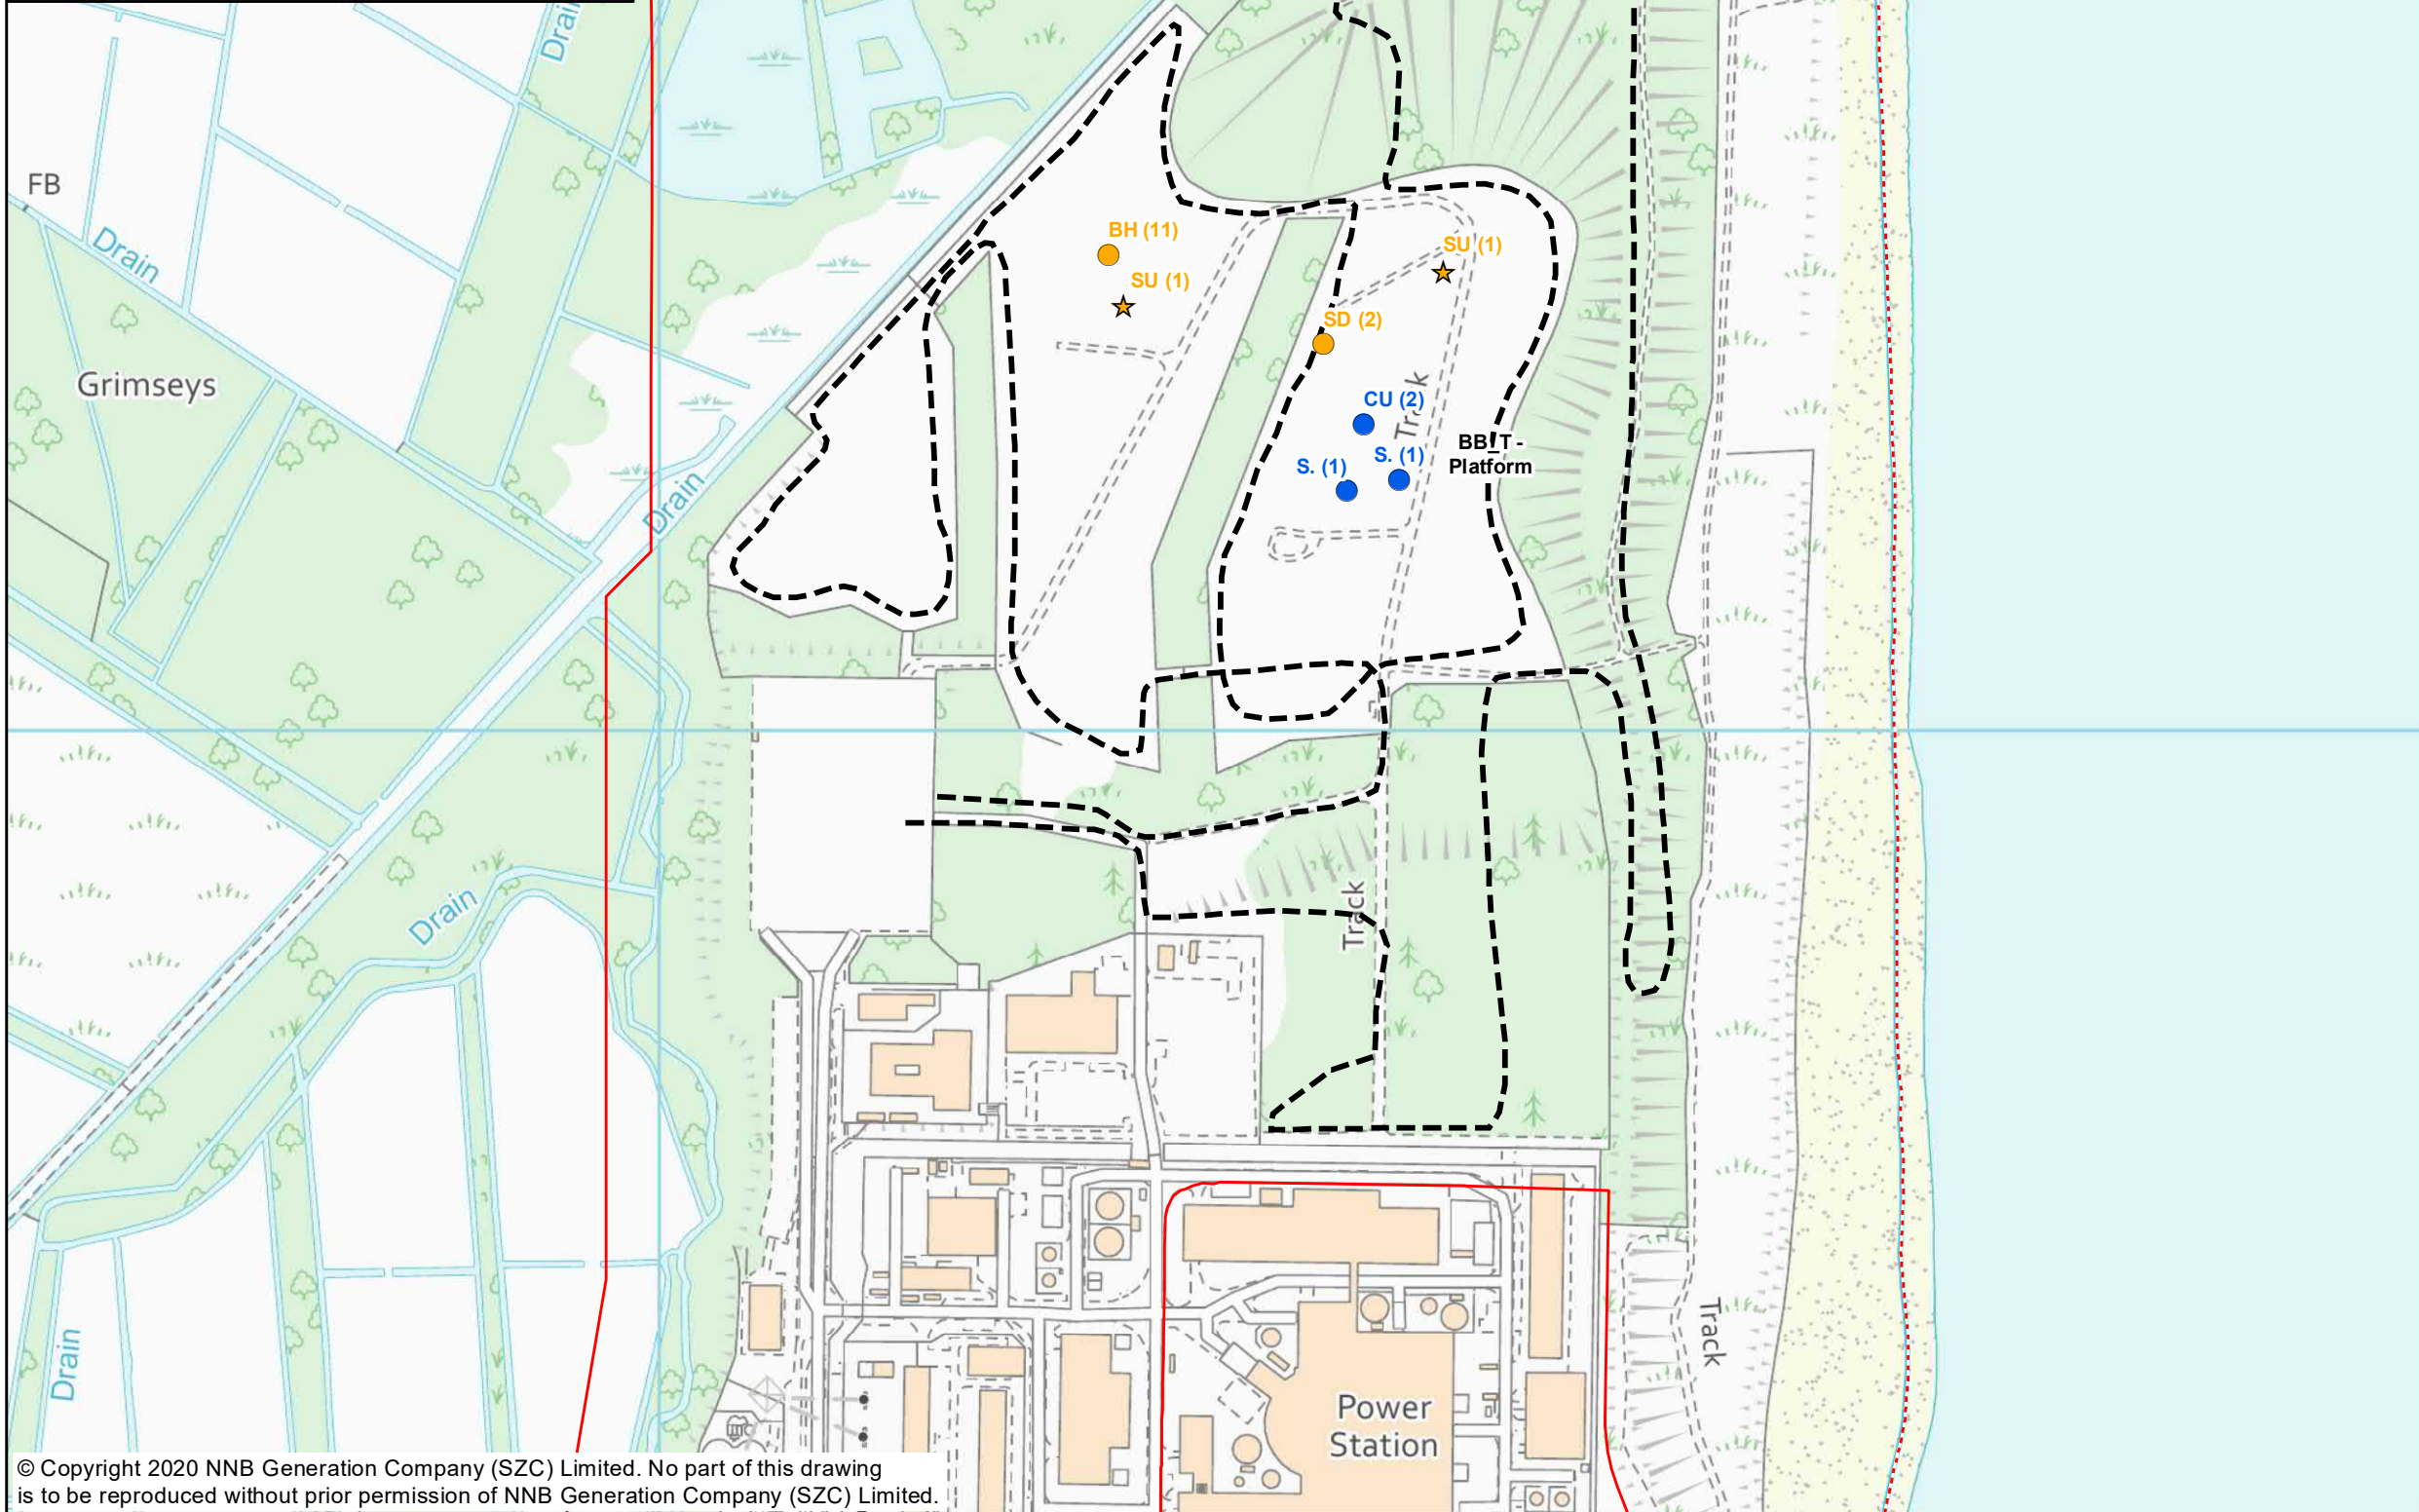 Drain
FB
Drain
BH (11)
SU (1)
SU (1)
SD (2)
Grimseys
CU (2)
Track
S. (1)
S. (1)
BB_T -
Platform
Drain
Drain
Track
Track
Drain
Power
Station
© Copyright 2020 NNB Generation Company (SZC) Limited. No part of this drawing
is to be reproduced without prior permission of NNB Generation Company (SZC) Limited.